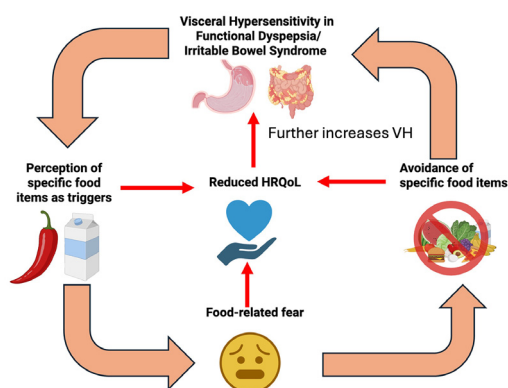 Visceral Hypersensitivity in
Functional Dyspepsia/
Irritable Bowel Syndrome
Further increases VH
Perception of
specific food
items as triggers
Reduced HRQoL
Avoidance of
specific food items
Food-related fear